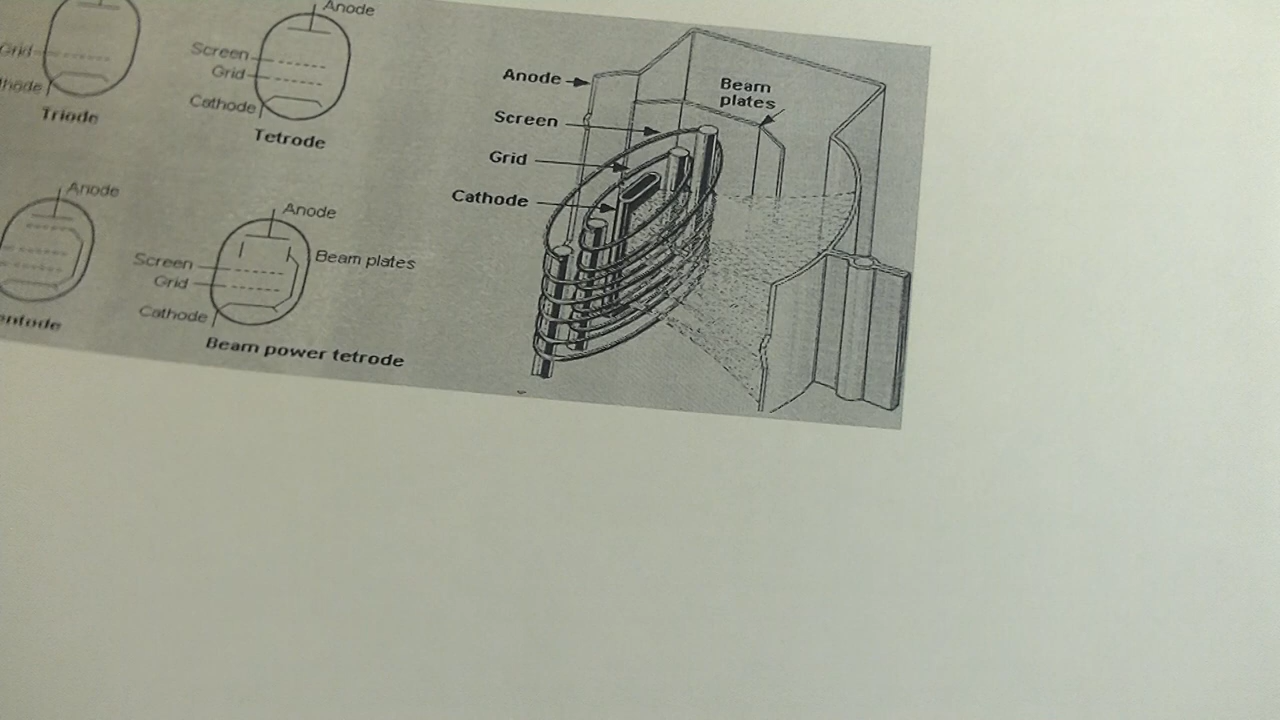 Anode
Screen
Grid
Cathode
Tetrode
Grid
Triode
Anode
Screen
Grid
Cathode
Beam plates
Anode
Beam power tetrode
Anode
Screen
Grid
Cathode
Beam
plates